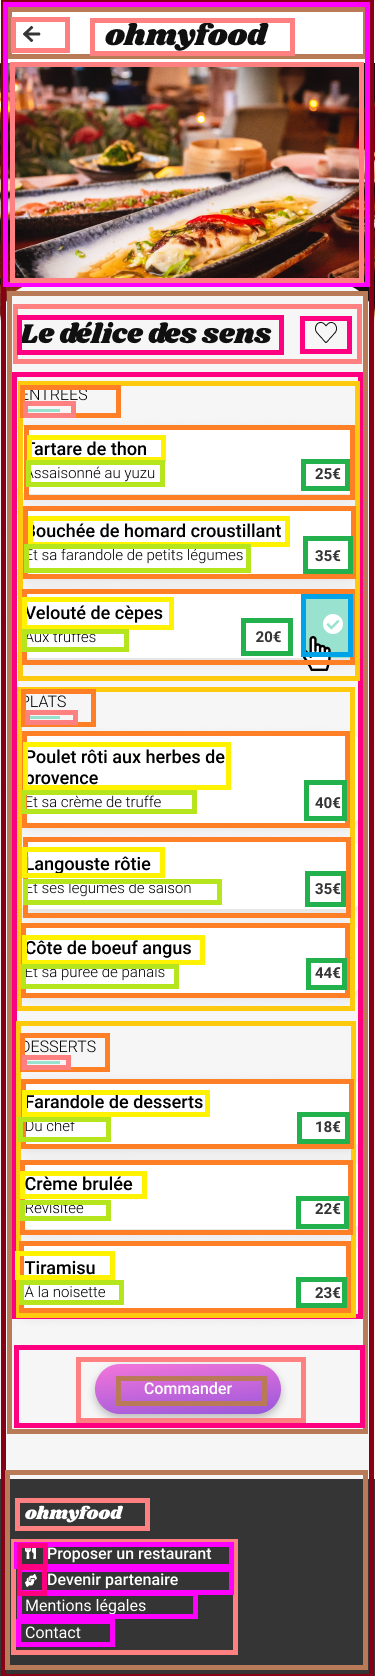 ohmyfood
Le délice des sens
ENTREES
Tartare de thon
Assaisonné au yuzu
25€
Bouchée de homard croustillant
Et sa farandole de petits légumes
35€
Velouté de cèpes
Aux truffes
20€
PLATS
Poulet rôti aux herbes de
provence
Et sa crème de truffe
40€
Langouste rôtie
Et ses légumes de saison
35€
Côte de boeuf angus
Et sa purée de panais
44€
DESSERTS
Farandole de desserts
Du chef
18€
Crème brulée
Revisitée
22€
Tiramisu
A la noisette
23€
Commander
ohmyfood
Proposer un restaurant
Devenir partenaire
Mentions légales
Contact